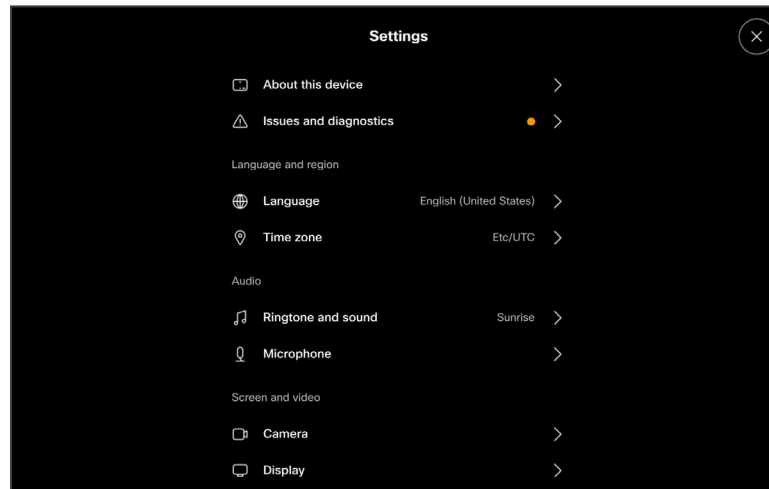 Settings
About this device
Issues and diagnostics
Language and region
Language English (United States)
Time zone Etc/UTC
Audio
Ringtone and sound Sunrise
Microphone
Screen and video
Camera
Display